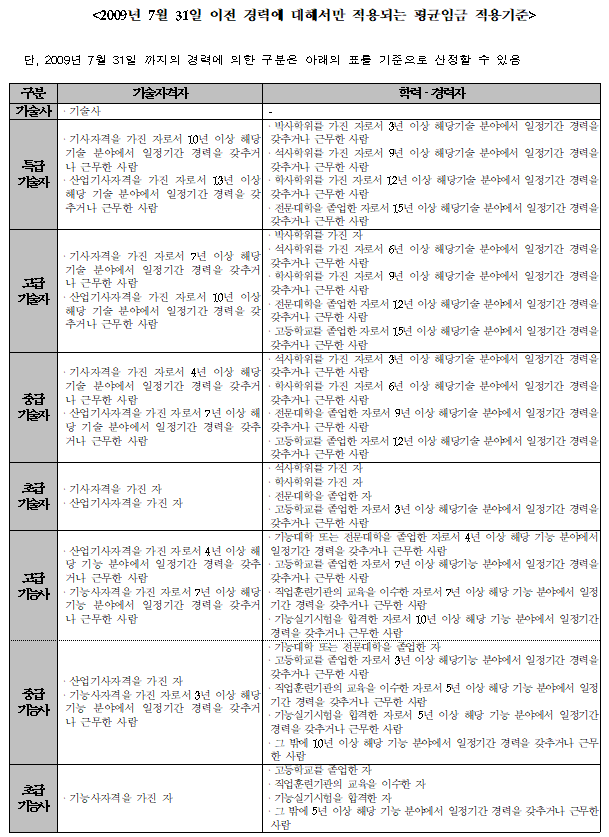 <2009년 7월 31일 이전 경력에 대해서만 적용되는 평균임금 적용기준>
단, 2009년 7월 31일 까지의 경력에 의한 구분은 아래의 표를 기준으로 산정할 수 있음
구분 기술자격자 학력 - 경력자
기술사 · 기술사 -
특급
기술자
· 기사자격을 가진 자로서 10년 이상 해당
기술 분야에서 일정기간 경력을 갖추거
나 근무한 사람
· 산업기사자격을 가진 자로서 13년 이상
해당 기술 분야에서 일정기간 경력을 갖
추거나 근무한 사람
· 박사학위를 가진 자로서 3년 이상 해당기술 분야에서 일정기간 경력을
갖추거나 근무한 사람
· 석사학위를 가진 자로서 9년 이상 해당기술 분야에서 일정기간 경력을
갖추거나 근무한 사람
· 학사학위를 가진 자로서 12년 이상 해당기술 분야에서 일정기간 경력을
갖추거나 근무한 사람
· 전문대학을 졸업한 자로서 15년 이상 해당기술 분야에서 일정기간 경력을
갖추거나 근무한 사람
고급
기술자
· 기사자격을 가진 자로서 7년 이상 해당
기술 분야에서 일정기간 경력을 갖추거
나 근무한 사람
· 산업기사자격을 가진 자로서 10년 이상
해당 기술 분야에서 일정기간 경력을 갖
추거나 근무한 사람
· 박사학위를 가진 자
· 석사학위를 가진 자로서 6년 이상 해당기술 분야에서 일정기간 경력을
갖추거나 근무한 사람
· 학사학위를 가진 자로서 9년 이상 해당기술 분야에서 일정기간 경력을
갖추거나 근무한 사람
· 전문대학을 졸업한 자로서 12년 이상 해당기술 분야에서 일정기간 경력을
갖추거나 근무한 사람
· 고등학교를 졸업한 자로서 15년 이상 해당기술 분야에서 일정기간 경력을
갖추거나 근무한 사람
중급
기술자
· 기사자격을 가진 자로서 4년 이상 해당
기술 분야에서 일정기간 경력을 갖추거
나 근무한 사람
· 산업기사자격을 가진 자로서 7년 이상 해
당 기술 분야에서 일정기간 경력을 갖추
거나 근무한 사람
· 석사학위를 가진 자로서 3년 이상 해당기술 분야에서 일정기간 경력을
갖추거나 근무한 사람
· 학사학위를 가진 자로서 6년 이상 해당기술 분야에서 일정기간 경력을
갖추거나 근무한 사람
· 전문대학을 졸업한 자로서 9년 이상 해당기술 분야에서 일정기간 경력을
갖추거나 근무한 사람
· 고등학교를 졸업한 자로서 12년 이상 해당기술 분야에서 일정기간 경력을
갖추거나 근무한 사람
초급
기술자
· 기사자격을 가진 자
· 산업기사자격을 가진 자
· 석사학위를 가진 자
· 학사학위를 가진 자
· 전문대학을 졸업한 자
· 고등학교를 졸업한 자로서 3년 이상 해당기술 분야에서 일정기간 경력을
갖추거나 근무한 사람
고급
기능사
· 산업기사자격을 가진 자로서 4년 이상 해
당 기능 분야에서 일정기간 경력을 갖추
거나 근무한 사람
· 기능사자격을 가진 자로서 7년 이상 해당
기능 분야에서 일정기간 경력을 갖추거
나 근무한 사람
· 기능대학 또는 전문대학을 졸업한 자로서 4년 이상 해당 기능 분야에서
일정기간 경력을 갖추거나 근무한 사람
· 고등학교를 졸업한 자로서 7년 이상 해당기능 분야에서 일정기간 경력을
갖추거나 근무한 사람
· 직업훈련기관의 교육을 이수한 자로서 7년 이상 해당 기능 분야에서 일정
기간 경력을 갖추거나 근무한 사람
· 기능실기시험을 합격한 자로서 10년 이상 해당 기능 분야에서 일정기간
경력을 갖추거나 근무한 사람
중급
기능사
· 산업기사자격을 가진 자
· 기능사자격을 가진 자로서 3년 이상 해당
기능 분야에서 일정기간 경력을 갖추거
나 근무한 사람
· 기능대학 또는 전문대학을 졸업한 자
· 고등학교를 졸업한 자로서 3년 이상 해당기능 분야에서 일정기간 경력을
갖추거나 근무한 사람
· 직업훈련기관의 교육을 이수한 자로서 5년 이상 해당 기능 분야에서 일정
기간 경력을 갖추거나 근무한 사람
· 기능실기시험을 합격한 자로서 5년 이상 해당 기능 분야에서 일정기간
경력을 갖추거나 근무한 사람
· 그 밖에 10년 이상 해당 기능 분야에서 일정기간 경력을 갖추거나 근무
한 사람
초급
기능사
· 기능사자격을 가진 자
· 고등학교를 졸업한 자
· 직업훈련기관의 교육을 이수한 자
· 기능실기시험을 합격한 자
· 그 밖에 5년 이상 해당 기능 분야에서 일정기간 경력을 갖추거나 근무한
사람